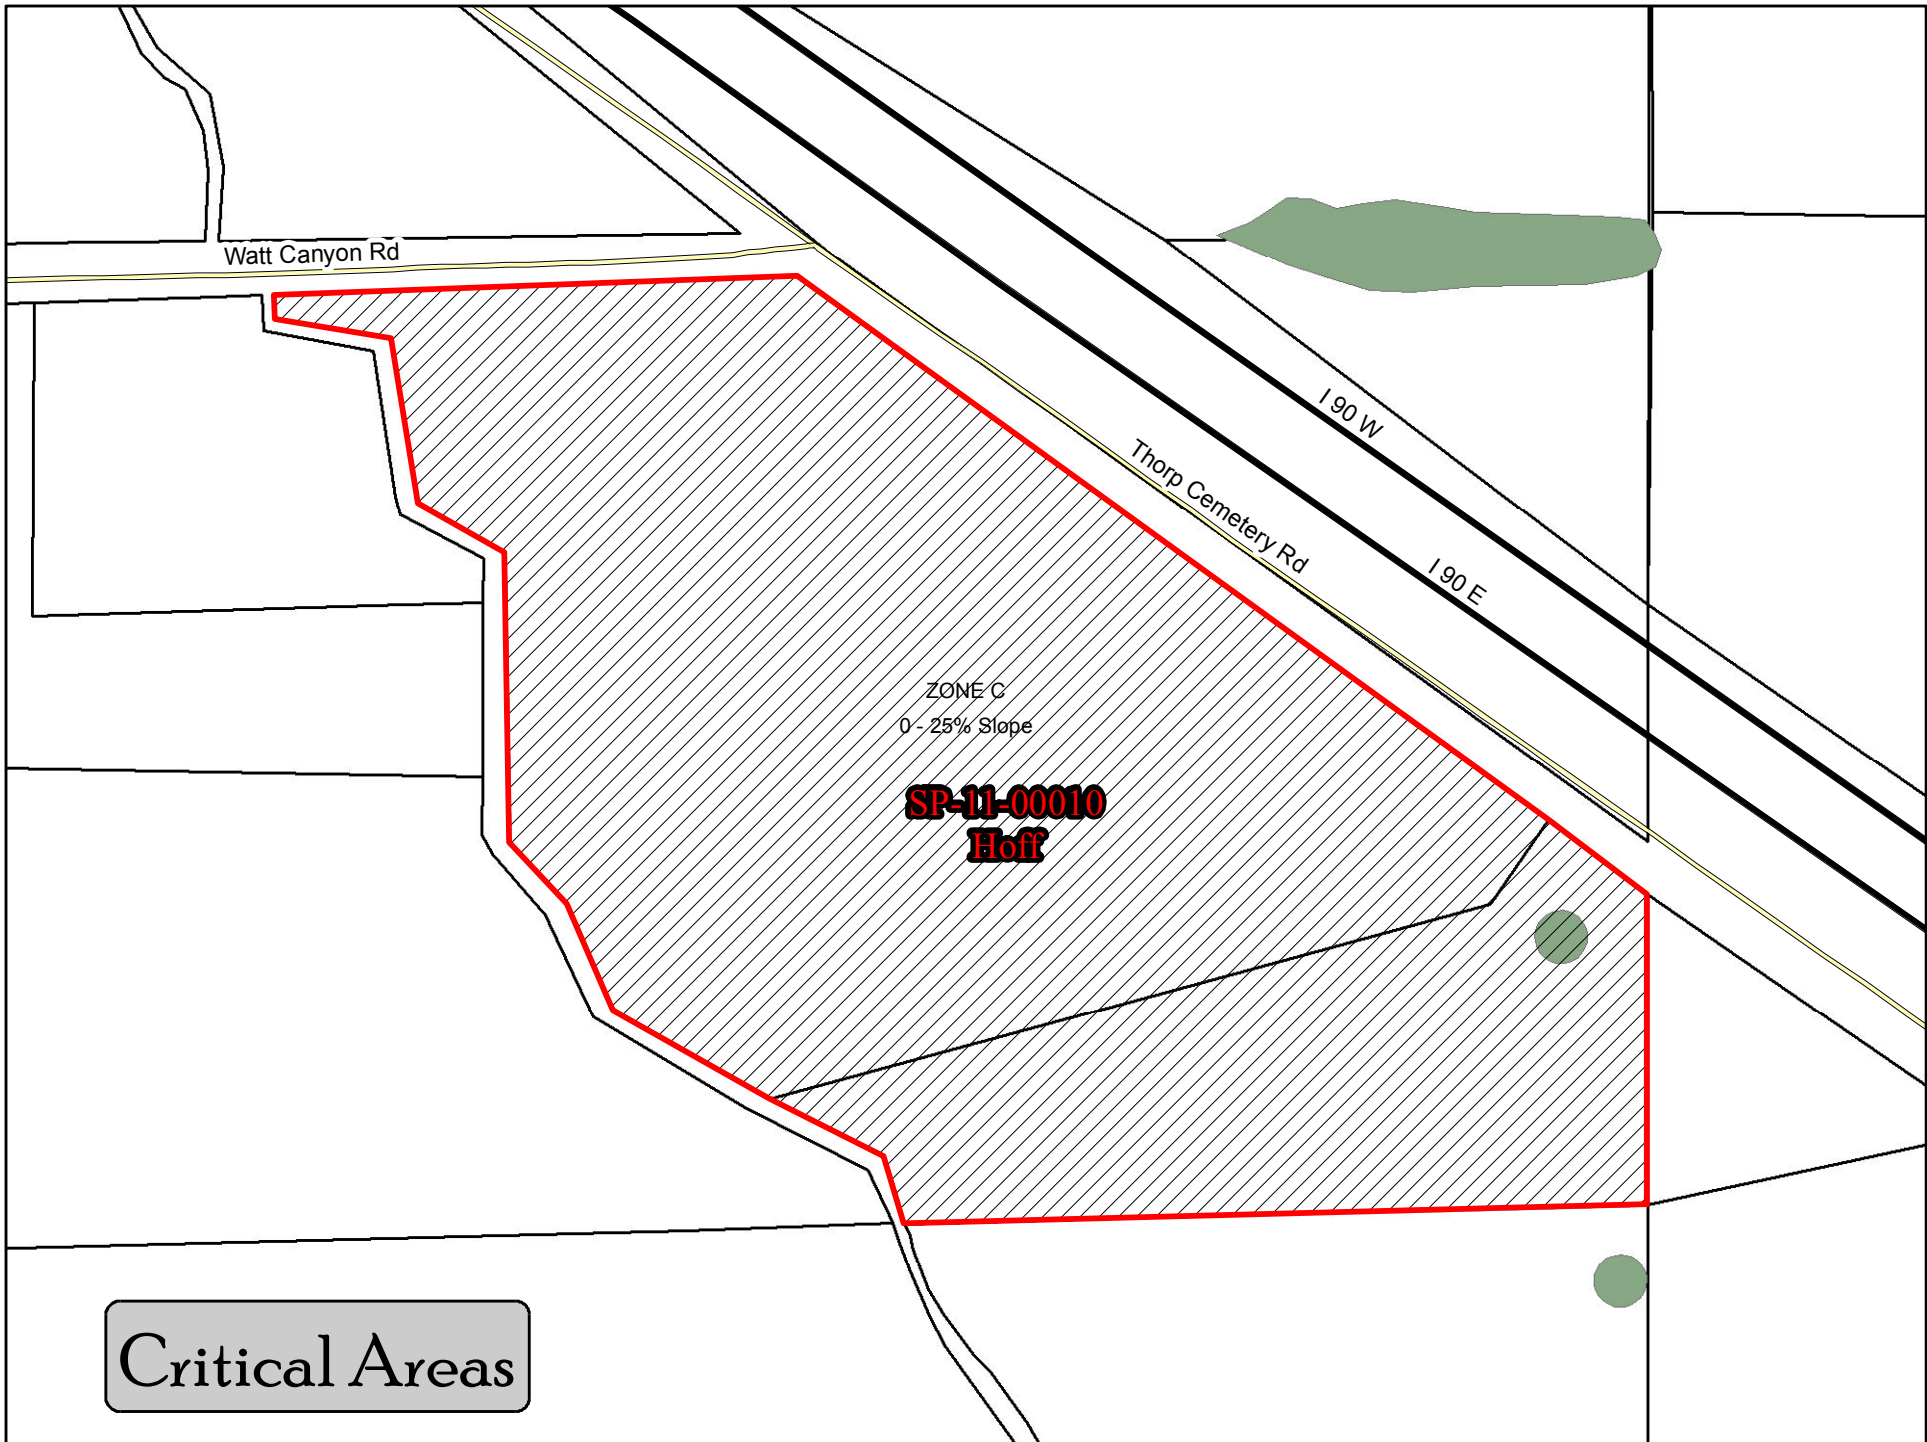 Watt Canyon Rd
I 90 W
Thorp Cemetery Rd
I 90 E
ZONE C
0 - 25% Slope
SP-11-00010
Hoff
Critical Areas